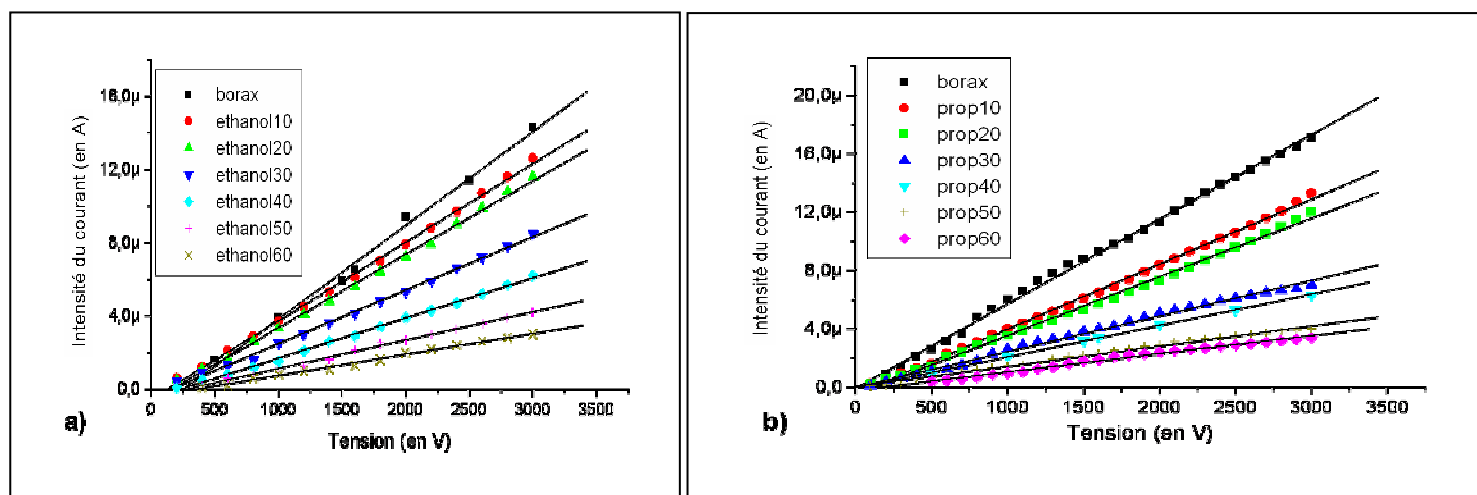 16,0µ
12,0µ
8,0µ
4,0µ
0,0
Intensité du courant (en A)
borax
ethanol10
ethanol20
ethanol30
ethanol40
ethanol50
ethanol60
0 500 1000 1500 2000 2500 3000 3500
Tension (en V)
a)
20,0µ
16,0µ
12,0µ
8,0µ
4,0µ
0,0
Intensité du courant (en A)
borax
prop10
prop20
prop30
prop40
prop50
prop60
0 500 1000 1500 2000 2500 3000 3500
Tension (en V)
b)